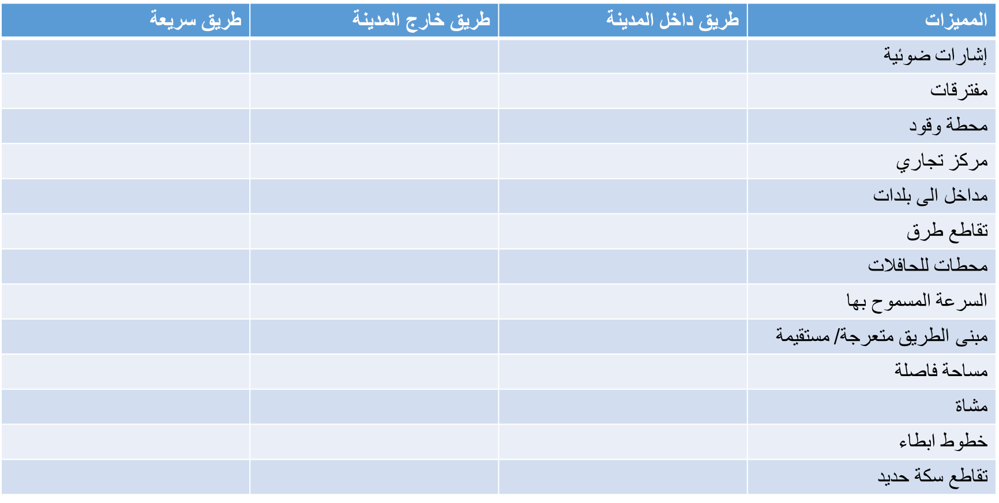 المميزات	طريق داخل المدينة	طريق خارج المدينة	طريق سريعة
إشارات ضوئية
مفترقات
محطة وقود
مركز تجاري
مداخل الى بلدات
تقاطع طرق
محطات للحافلات
السرعة المسموح بها
مبنى الطريق متعرجة/ مستقيمة
مساحة فاصلة
مشاة
خطوط ابطاء
تقاطع سكة حديد